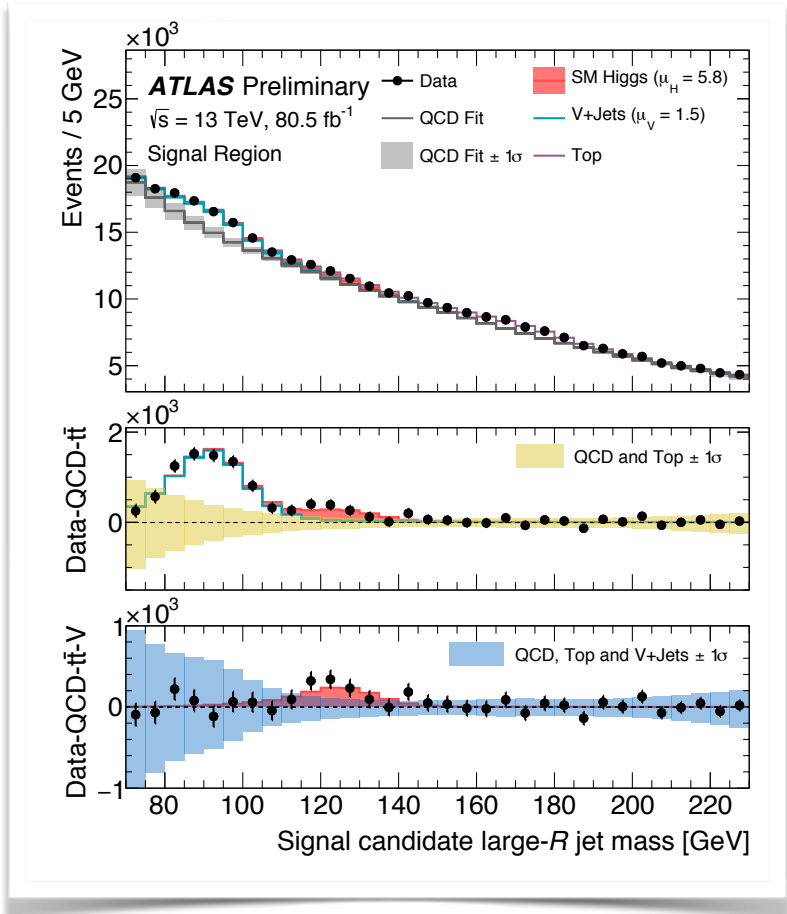 ×10³
Events / 5 GeV
25
20
15
10
5
ATLAS Preliminary
√s = 13 TeV, 80.5 fb⁻¹
Signal Region
Data
QCD Fit
QCD Fit ± 1σ
SM Higgs (μ_H = 5.8)
V+Jets (μ_V = 1.5)
Top
×10³
Data-QCD-tt̄
2
0
QCD and Top ± 1σ
×10³
Data-QCD-tt̄-V
1
0
−1
QCD, Top and V+Jets ± 1σ
80 100 120 140 160 180 200 220
Signal candidate large-R jet mass [GeV]